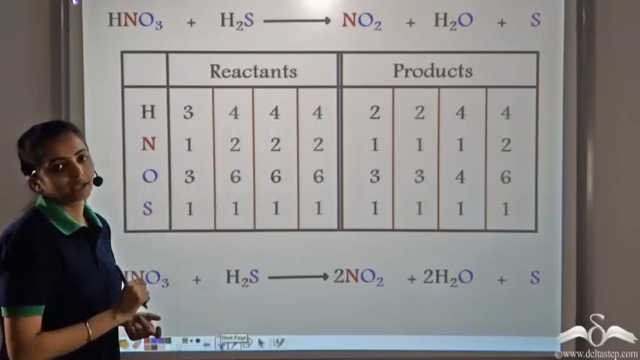 HNO₃ + H₂S ⟶ NO₂ + H₂O + S
Reactants Products
H 3 4 4 4 2 2 4 4
N 1 2 2 2 1 1 1 2
O 3 6 6 6 3 3 4 6
S 1 1 1 1 1 1 1 1
NO₃ + H₂S ⟶ 2NO₂ + 2H₂O + S
Next Page
©www.deltastep.com